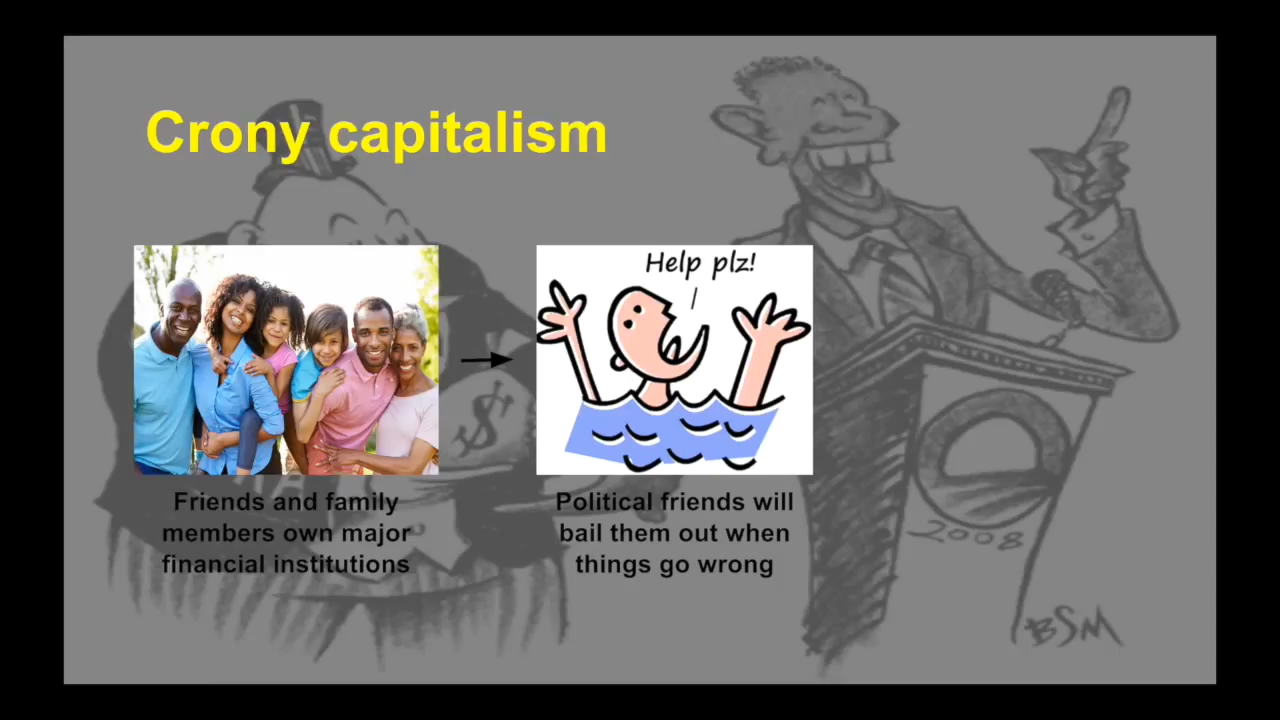 Crony capitalism
Help plz!
$
Friends and family
members own major
financial institutions
Political friends will
bail them out when
things go wrong
2008
BSM